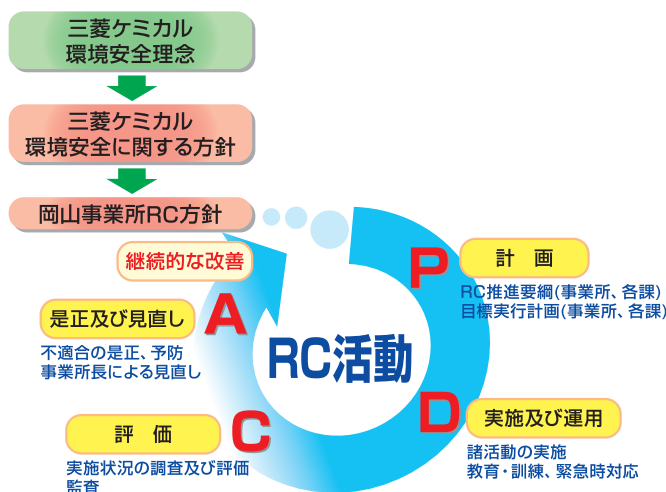 三菱ケミカル
環境安全理念
三菱ケミカル
環境安全に関する方針
岡山事業所RC方針
継続的な改善
P
計　画
RC推進要綱(事業所、各課)
目標実行計画(事業所、各課)
A
是正及び見直し
不適合の是正、予防
事業所長による見直し
RC活動
D
実施及び運用
諸活動の実施
教育・訓練、緊急時対応
C
評　価
実施状況の調査及び評価
監査